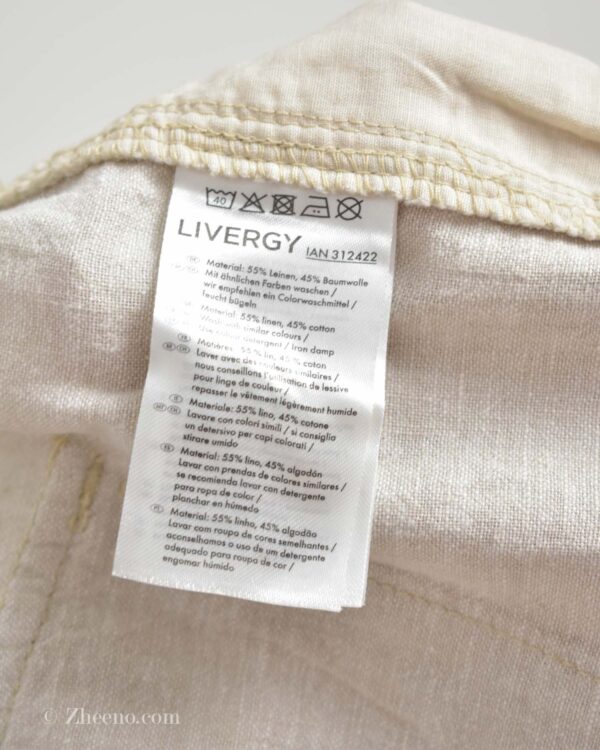 40
LIVERGY IAN 312422
Material: 55% Leinen, 45% Baumwolle
Mit ähnlichen Farben waschen /
wir empfehlen ein Colorwaschmittel /
feucht bügeln
Material: 55% linen, 45% cotton
Wash with similar colours /
Use colour detergent / Iron damp
Matières: 55% lin, 45% coton
Laver avec des couleurs similaires /
nous conseillons l'utilisation de lessive
pour linge de couleur /
repasser le vêtement légèrement humide
Materiale: 55% lino, 45% cotone
Lavare con colori simili / si consiglia
un detersivo per capi colorati /
stirare umido
ES Material: 55% lino, 45% algodón
Lavar con prendas de colores similares /
se recomienda lavar con detergente
para ropa de color /
planchar en húmedo
PT Material: 55% linho, 45% algodão
Lavar com roupa de cores semelhantes /
aconselhamos o uso de um detergente
adequado para roupa de cor /
engomar húmido
© Zheeno.com